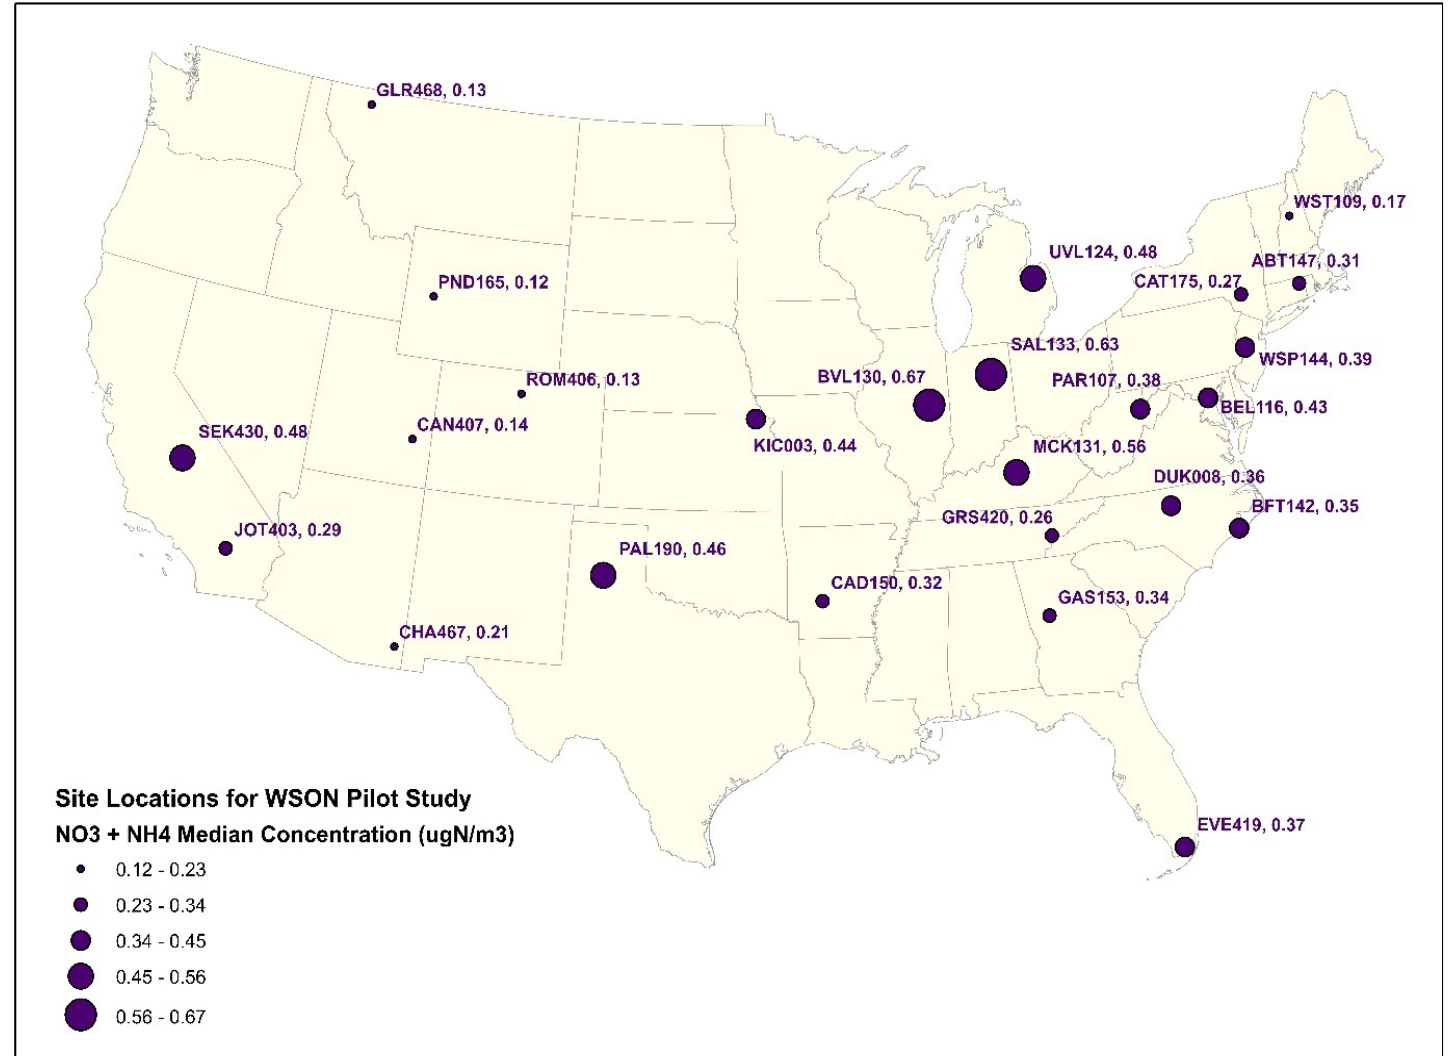 GLR468, 0.13
WST109, 0.17
UVL124, 0.48
ABT147, 0.31
CAT175, 0.27
PND165, 0.12
SAL133, 0.63
WSP144, 0.39
BVL130, 0.67
PAR107, 0.38
ROM406, 0.13
BEL116, 0.43
CAN407, 0.14
SEK430, 0.48
KIC003, 0.44
MCK131, 0.56
DUK008, 0.36
BFT142, 0.35
GRS420, 0.26
JOT403, 0.29
PAL190, 0.46
CAD150, 0.32
GAS153, 0.34
CHA467, 0.21
EVE419, 0.37
Site Locations for WSON Pilot Study
NO3 + NH4 Median Concentration (ugN/m3)
0.12 - 0.23
0.23 - 0.34
0.34 - 0.45
0.45 - 0.56
0.56 - 0.67